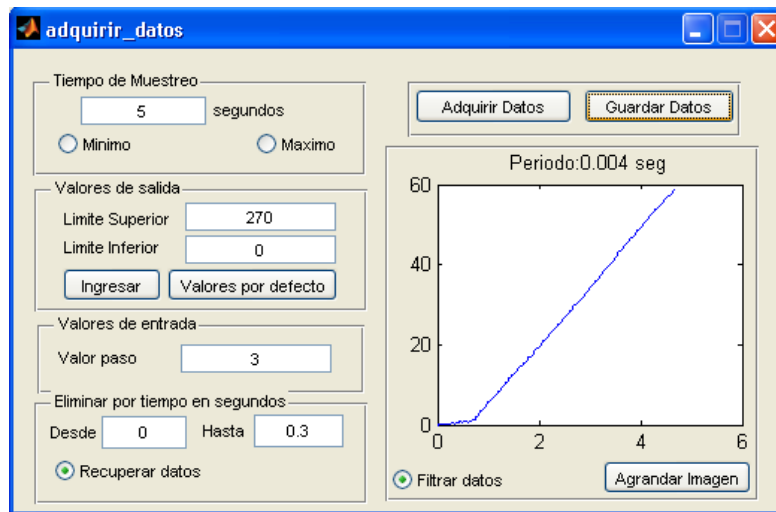 adquirir_datos
Tiempo de Muestreo
5 segundos
Minimo Maximo
Valores de salida
Limite Superior 270
Limite Inferior 0
Ingresar Valores por defecto
Valores de entrada
Valor paso 3
Eliminar por tiempo en segundos
Desde 0 Hasta 0.3
Recuperar datos
Adquirir Datos Guardar Datos
Periodo:0.004 seg
60
40
20
0
0 2 4 6
Filtrar datos Agrandar Imagen